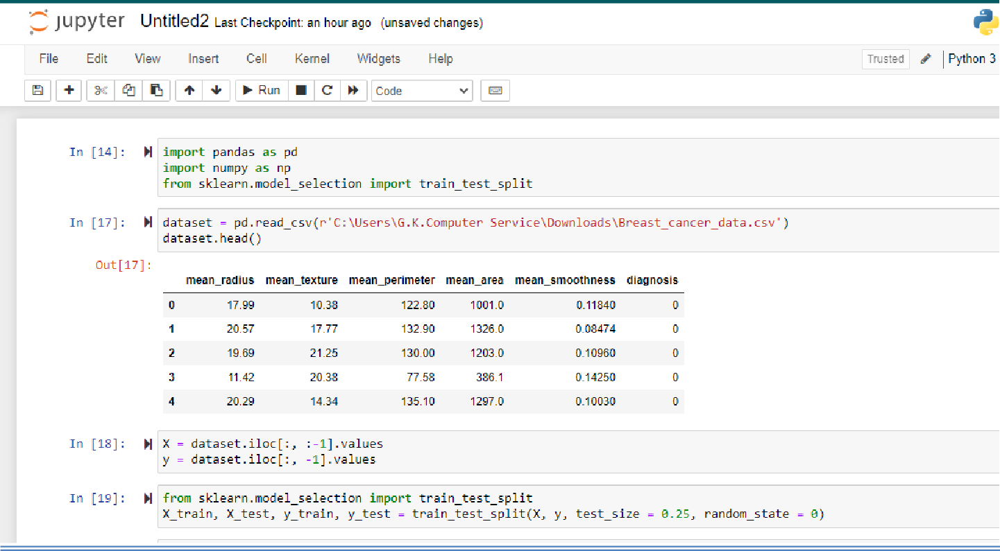 jupyter Untitled2 Last Checkpoint: an hour ago (unsaved changes)
File Edit View Insert Cell Kernel Widgets Help Trusted Python 3
Run Code
In [14]: import pandas as pd
import numpy as np
from sklearn.model_selection import train_test_split
In [17]: dataset = pd.read_csv(r'C:\Users\G.K.Computer Service\Downloads\Breast_cancer_data.csv')
dataset.head()
Out[17]:
mean_radius mean_texture mean_perimeter mean_area mean_smoothness diagnosis
0 17.99 10.38 122.80 1001.0 0.11840 0
1 20.57 17.77 132.90 1326.0 0.08474 0
2 19.69 21.25 130.00 1203.0 0.10960 0
3 11.42 20.38 77.58 386.1 0.14250 0
4 20.29 14.34 135.10 1297.0 0.10030 0
In [18]: X = dataset.iloc[:, :-1].values
y = dataset.iloc[:, -1].values
In [19]: from sklearn.model_selection import train_test_split
X_train, X_test, y_train, y_test = train_test_split(X, y, test_size = 0.25, random_state = 0)